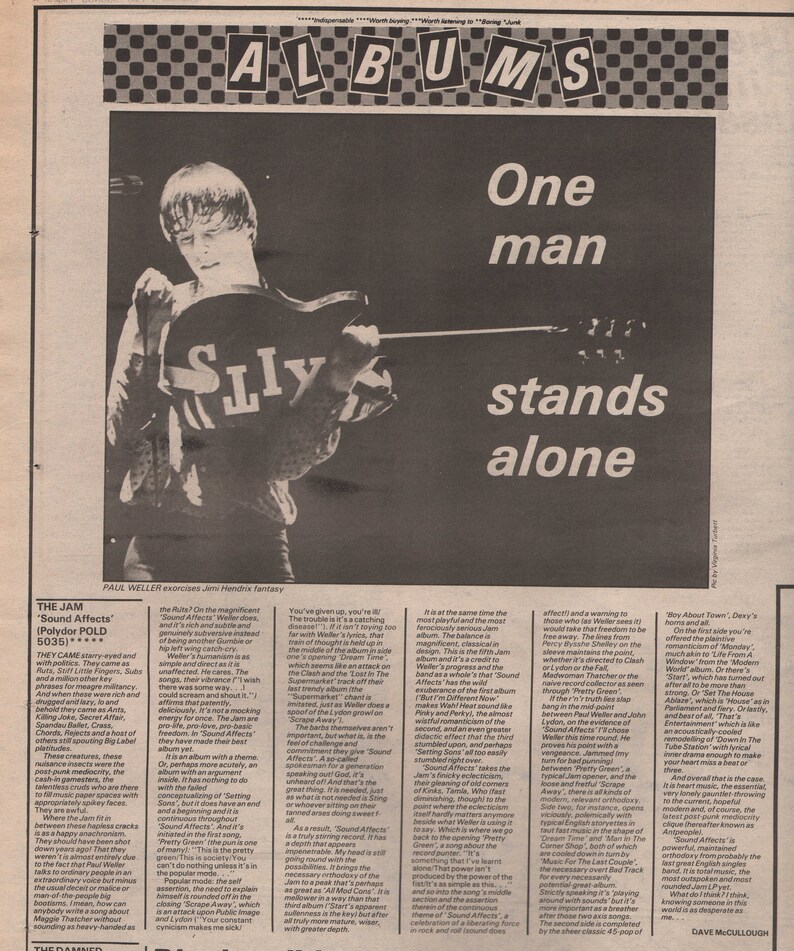 *****Indispensable ****Worth buying ***Worth listening to **Boring *Junk
ALBUMS
One
man
stands
alone
Pic by Virginia Turbett
PAUL WELLER exorcises Jimi Hendrix fantasy
THE JAM
'Sound Affects'
(Polydor POLD
5035)*****
THEY CAME starry-eyed and
with politics. They came as
Ruts, Stiff Little Fingers, Subs
and a million other key
phrases for meagre militancy.
And when these were rich and
drugged and lazy, lo and
behold they came as Ants,
Killing Joke, Secret Affair,
Spandau Ballet, Crass,
Chords, Rejects and a host of
others still spouting Big Label
platitudes.
These creatures, these
nuisance insects were the
post-punk mediocrity, the
cash-in gamesters, the
talentless cruds who are there
to fill music paper spaces with
appropriately spikey faces.
They are awful.
Where the Jam fit in
between these hapless cracks
is as a happy anachronism.
They should have been shot
down years ago! That they
weren't is almost entirely due
to the fact that Paul Weller
talks to ordinary people in an
extraordinary voice but minus
the usual deceit or malice or
man-of-the-people big
bootisms. I mean, how can
anybody write a song about
Maggie Thatcher without
sounding as heavy-handed as
the Ruts? On the magnificent
'Sound Affects' Weller does,
and it's rich and subtle and
genuinely subversive instead
of being another Gumbie or
hip left wing catch-cry.
Weller's humanism is as
simple and direct as it is
unaffected. He cares. The
songs, their vibrance ("I wish
there was some way. . .I
could scream and shout it.")
affirms that patently,
deliciously. It's not a mocking
energy for once. The Jam are
pro-life, pro-love, pro-basic
freedom. In 'Sound Affects'
they have made their best
album yet.
It is an album with a theme.
Or, perhaps more acutely, an
album with an argument
inside. It has nothing to do
with the failed
conceptualizing of 'Setting
Sons', but it does have an end
and a beginning and it is
continuous throughout
'Sound Affects'. And it's
initiated in the first song,
'Pretty Green' (the pun is one
of many): "This is the pretty
green/This is society/You
can't do nothing unless it's in
the popular mode. . ."
Popular mode: the self
assertion, the need to explain
himself is rounded off in the
closing 'Scrape Away', which
is an attack upon Public Image
and Lydon ("Your constant
cynicism makes me sick/
You've given up, you're ill/
The trouble is it's a catching
disease!"). If it isn't toying too
far with Weller's lyrics, that
train of thought is held up in
the middle of the album in side
one's opening 'Dream Time',
which seems like an attack on
the Clash and the 'Lost In The
Supermarket' track off their
last trendy album (the
"Supermarket" chant is
imitated, just as Weller does a
spoof of the Lydon growl on
'Scrape Away').
The barbs themselves aren't
important, but what is, is the
feel of challenge and
commitment they give 'Sound
Affects'. A so-called
spokesman for a generation
speaking out! God, it's
unheard of! And that's the
great thing. It is needed, just
as what is not needed is Sting
or whoever sitting on their
tanned arses doing sweet f-
all.
As a result, 'Sound Affects'
is a truly stirring record. It has
a depth that appears
impenetrable. My head is still
going round with the
possibilities. It brings the
necessary orthodoxy of the
Jam to a peak that's perhaps
as great as 'All Mod Cons'. It is
mellower in a way than that
third album ('Start's apparent
sullenness is the key) but after
all truly more mature, wiser,
with greater depth.
It is at the same time the
most playful and the most
ferociously serious Jam
album. The balance is
magnificent, classical in
design. This is the fifth Jam
album and it's a credit to
Weller's progress and the
band as a whole's that 'Sound
Affects' has the wild
exuberance of the first album
('But I'm Different Now'
makes Wah! Heat sound like
Pinky and Perky), the almost
wistful romanticism of the
second, and an even greater
didactic effect that the third
stumbled upon, and perhaps
'Setting Sons' all too easily
stumbled right over.
'Sound Affects' takes the
Jam's finicky eclecticism,
their gleaning of old corners
of Kinks, Tamla, Who (fast
diminishing, though) to the
point where the eclecticism
itself hardly matters anymore
beside what Weller is using it
to say. Which is where we go
back to the opening 'Pretty
Green', a song about the
record punter. "It's
something that I've learnt
alone/That power isn't
produced by the power of the
fist/It's as simple as this. . ."
and so into the song's middle
section and the assertion
therein of the continuous
theme of 'Sound Affects', a
celebration of a liberating force
in rock and roll (sound does
affect!) and a warning to
those who (as Weller sees it)
would take that freedom to be
free away. The lines from
Percy Bysshe Shelley on the
sleeve maintains the point,
whether it's directed to Clash
or Lydon or the Fall,
Madwoman Thatcher or the
naive record collector as seen
through 'Pretty Green'.
If the r'n'r truth lies slap
bang in the mid-point
between Paul Weller and John
Lydon, on the evidence of
'Sound Affects' I'll chose
Weller this time round. He
proves his point with a
vengeance. Jammed (my
turn for bad punning)
between 'Pretty Green', a
typical Jam opener, and the
loose and fretful 'Scrape
Away', there is all kinds of
modern, relevant orthodoxy.
Side two, for instance, opens
viciously, polemically with
typical English storyettes in
taut fast music in the shape of
'Dream Time' and 'Man In The
Corner Shop', both of which
are cooled down in turn by
'Music For The Last Couple',
the necessary overt Bad Track
for every necessarily
potential-great-album.
Strictly speaking it's 'playing
around with sounds' but it's
more important as a breather
after those two axis songs.
The second side is completed
by the sheer classic 45-pop of
'Boy About Town', Dexy's
horns and all.
On the first side you're
offered the plaintive
romanticism of 'Monday',
much akin to 'Life From A
Window' from the 'Modern
World' album. Or there's
'Start', which has turned out
after all to be more than
strong. Or 'Set The House
Ablaze', which is 'House' as in
Parliament and fiery. Or lastly,
and best of all, 'That's
Entertainment' which is like
an acoustically-cooled
remodelling of 'Down In The
Tube Station' with lyrical
inner drama enough to make
your heart miss a beat or
three.
And overall that is the case.
It is heart music, the essential,
very lonely gauntlet-throwing
to the current, hopeful
modern and, of course, the
latest post-punk mediocrity
clique (hereafter known as
Antpeople).
'Sound Affects' is
powerful, maintained
orthodoxy from probably the
last great English singles
band. It is total music, the
most outspoken and most
rounded Jam LP yet.
What do I think? I think,
knowing someone in this
world is as desperate as
me. . .
DAVE McCULLOUGH
THE DAMNED